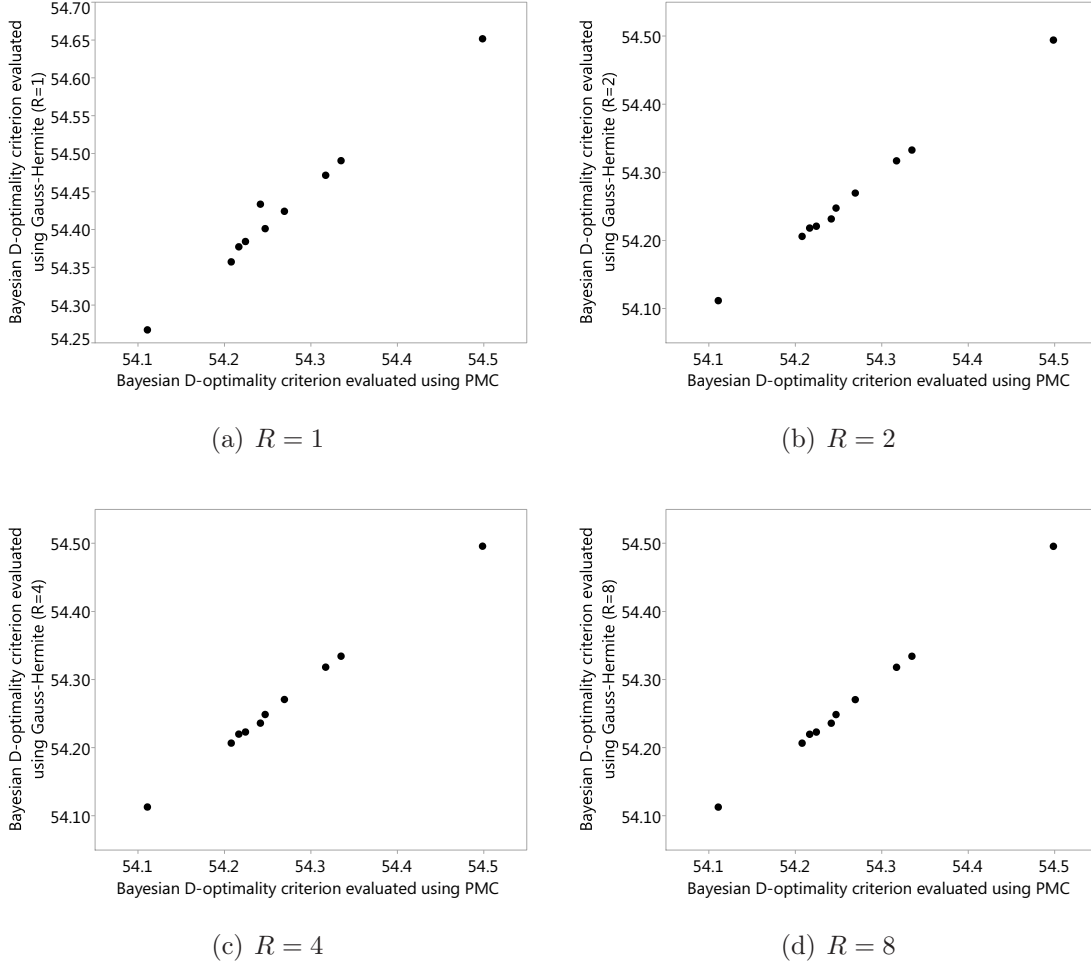 Bayesian D-optimality criterion evaluated
using Gauss-Hermite (R=1)
54.70
54.65
54.60
54.55
54.50
54.45
54.40
54.35
54.30
54.25
54.1 54.2 54.3 54.4 54.5
Bayesian D-optimality criterion evaluated using PMC
(a) R = 1
Bayesian D-optimality criterion evaluated
using Gauss-Hermite (R=2)
54.50
54.40
54.30
54.20
54.10
54.1 54.2 54.3 54.4 54.5
Bayesian D-optimality criterion evaluated using PMC
(b) R = 2
Bayesian D-optimality criterion evaluated
using Gauss-Hermite (R=4)
54.50
54.40
54.30
54.20
54.10
54.1 54.2 54.3 54.4 54.5
Bayesian D-optimality criterion evaluated using PMC
(c) R = 4
Bayesian D-optimality criterion evaluated
using Gauss-Hermite (R=8)
54.50
54.40
54.30
54.20
54.10
54.1 54.2 54.3 54.4 54.5
Bayesian D-optimality criterion evaluated using PMC
(d) R = 8